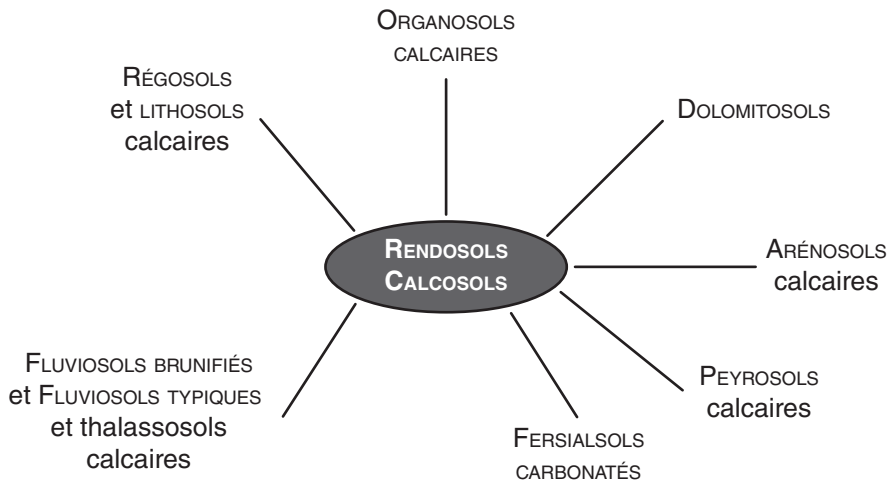 ORGANOSOLS
CALCAIRES
RÉGOSOLS
et LITHOSOLS
calcaires
DOLOMITOSOLS
RENDOSOLS
CALCOSOLS
ARÉNOSOLS
calcaires
FLUVIOSOLS BRUNIFIÉS
et FLUVIOSOLS TYPIQUES
et thalassosols
calcaires
PEYROSOLS
calcaires
FERSIALSOLS
CARBONATÉS